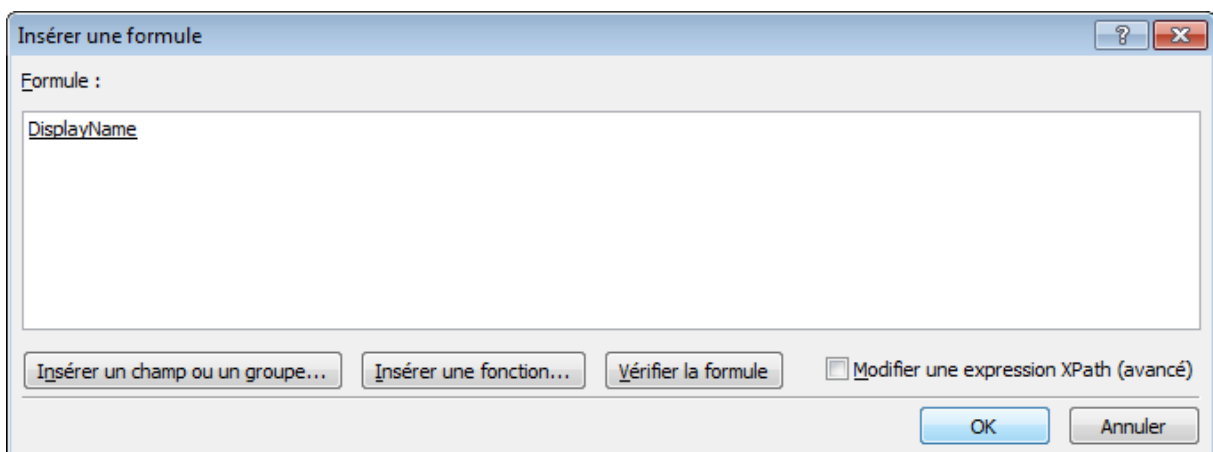 Insérer une formule
Formule :
DisplayName
Insérer un champ ou un groupe... Insérer une fonction... Vérifier la formule Modifier une expression XPath (avancé)
OK Annuler